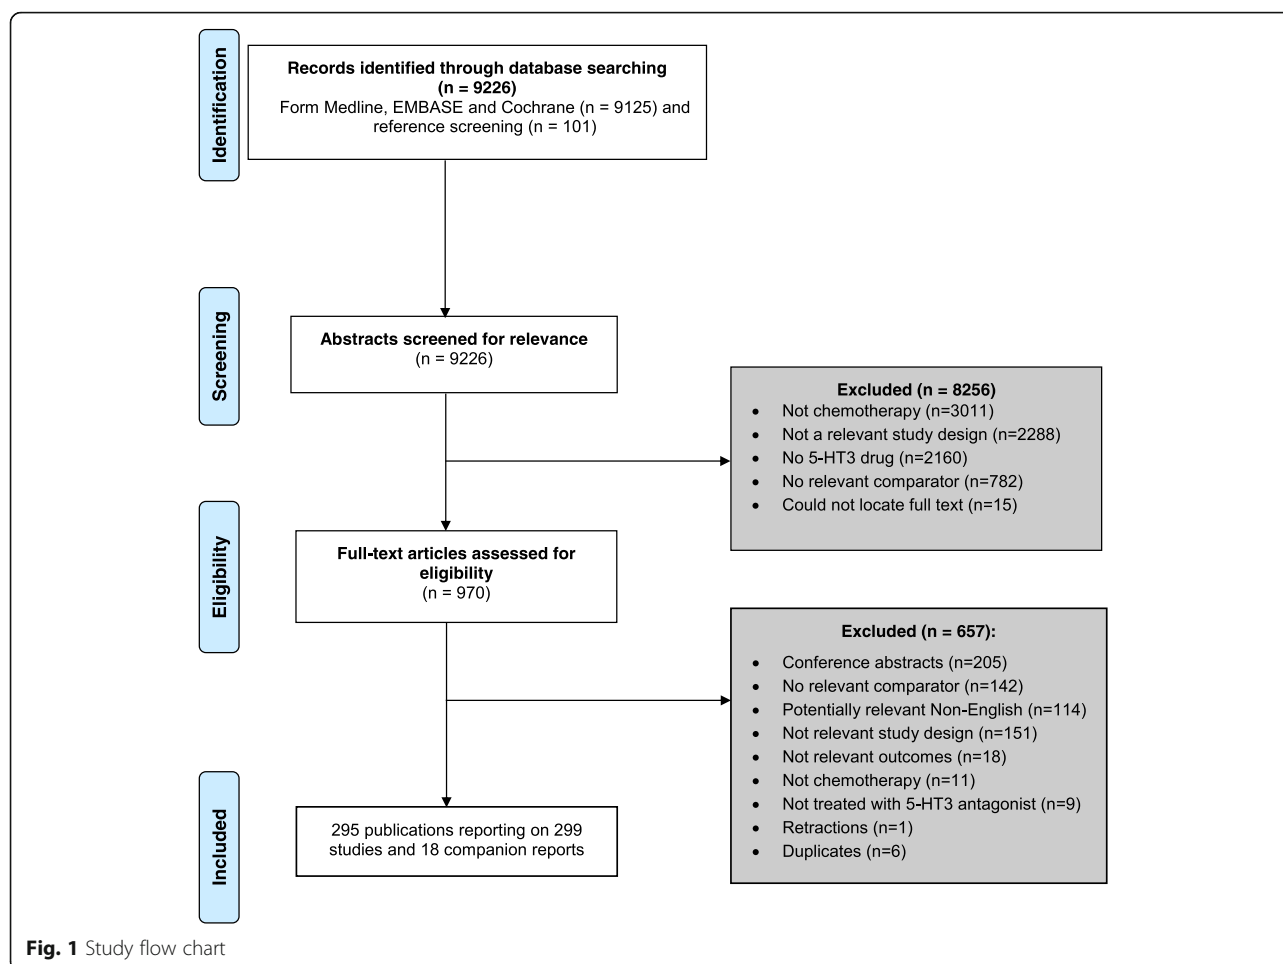 Identification
Records identified through database searching
(n = 9226)
Form Medline, EMBASE and Cochrane (n = 9125) and
reference screening (n = 101)
Screening
Abstracts screened for relevance
(n = 9226)
Excluded (n = 8256)
• Not chemotherapy (n=3011)
• Not a relevant study design (n=2288)
• No 5-HT3 drug (n=2160)
• No relevant comparator (n=782)
• Could not locate full text (n=15)
Eligibility
Full-text articles assessed for
eligibility
(n = 970)
Excluded (n = 657):
• Conference abstracts (n=205)
• No relevant comparator (n=142)
• Potentially relevant Non-English (n=114)
• Not relevant study design (n=151)
• Not relevant outcomes (n=18)
• Not chemotherapy (n=11)
• Not treated with 5-HT3 antagonist (n=9)
• Retractions (n=1)
• Duplicates (n=6)
Included
295 publications reporting on 299
studies and 18 companion reports
Fig. 1 Study flow chart